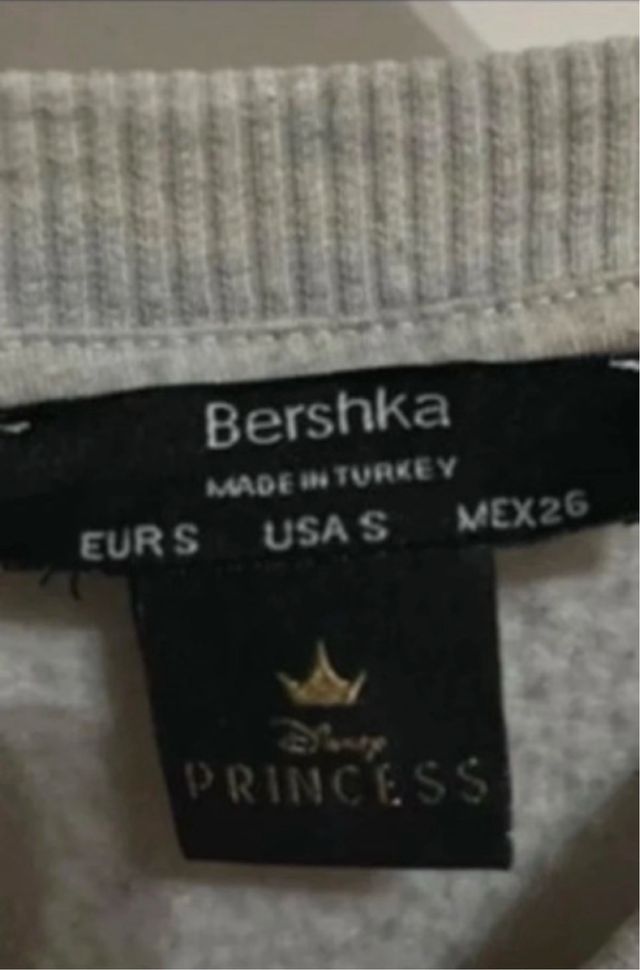 Bershka
MADE IN TURKEY
EUR S USA S MEX 26
Disney
PRINCESS